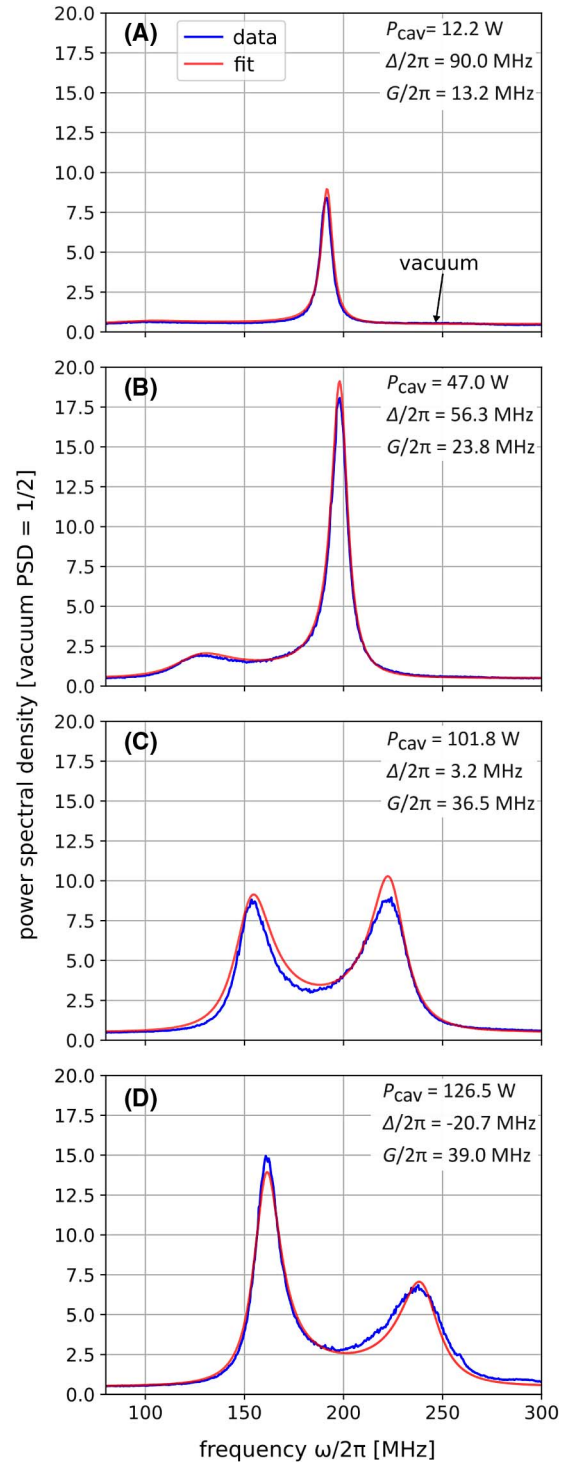 (A)
data
fit
Pcav = 12.2 W
Δ/2π = 90.0 MHz
G/2π = 13.2 MHz
vacuum
20.0
17.5
15.0
12.5
10.0
7.5
5.0
2.5
0.0
(B)
Pcav = 47.0 W
Δ/2π = 56.3 MHz
G/2π = 23.8 MHz
20.0
17.5
15.0
12.5
10.0
7.5
5.0
2.5
0.0
power spectral density [vacuum PSD = 1/2]
(C)
Pcav = 101.8 W
Δ/2π = 3.2 MHz
G/2π = 36.5 MHz
20.0
17.5
15.0
12.5
10.0
7.5
5.0
2.5
0.0
(D)
Pcav = 126.5 W
Δ/2π = -20.7 MHz
G/2π = 39.0 MHz
20.0
17.5
15.0
12.5
10.0
7.5
5.0
2.5
0.0
100 150 200 250 300
frequency ω/2π [MHz]